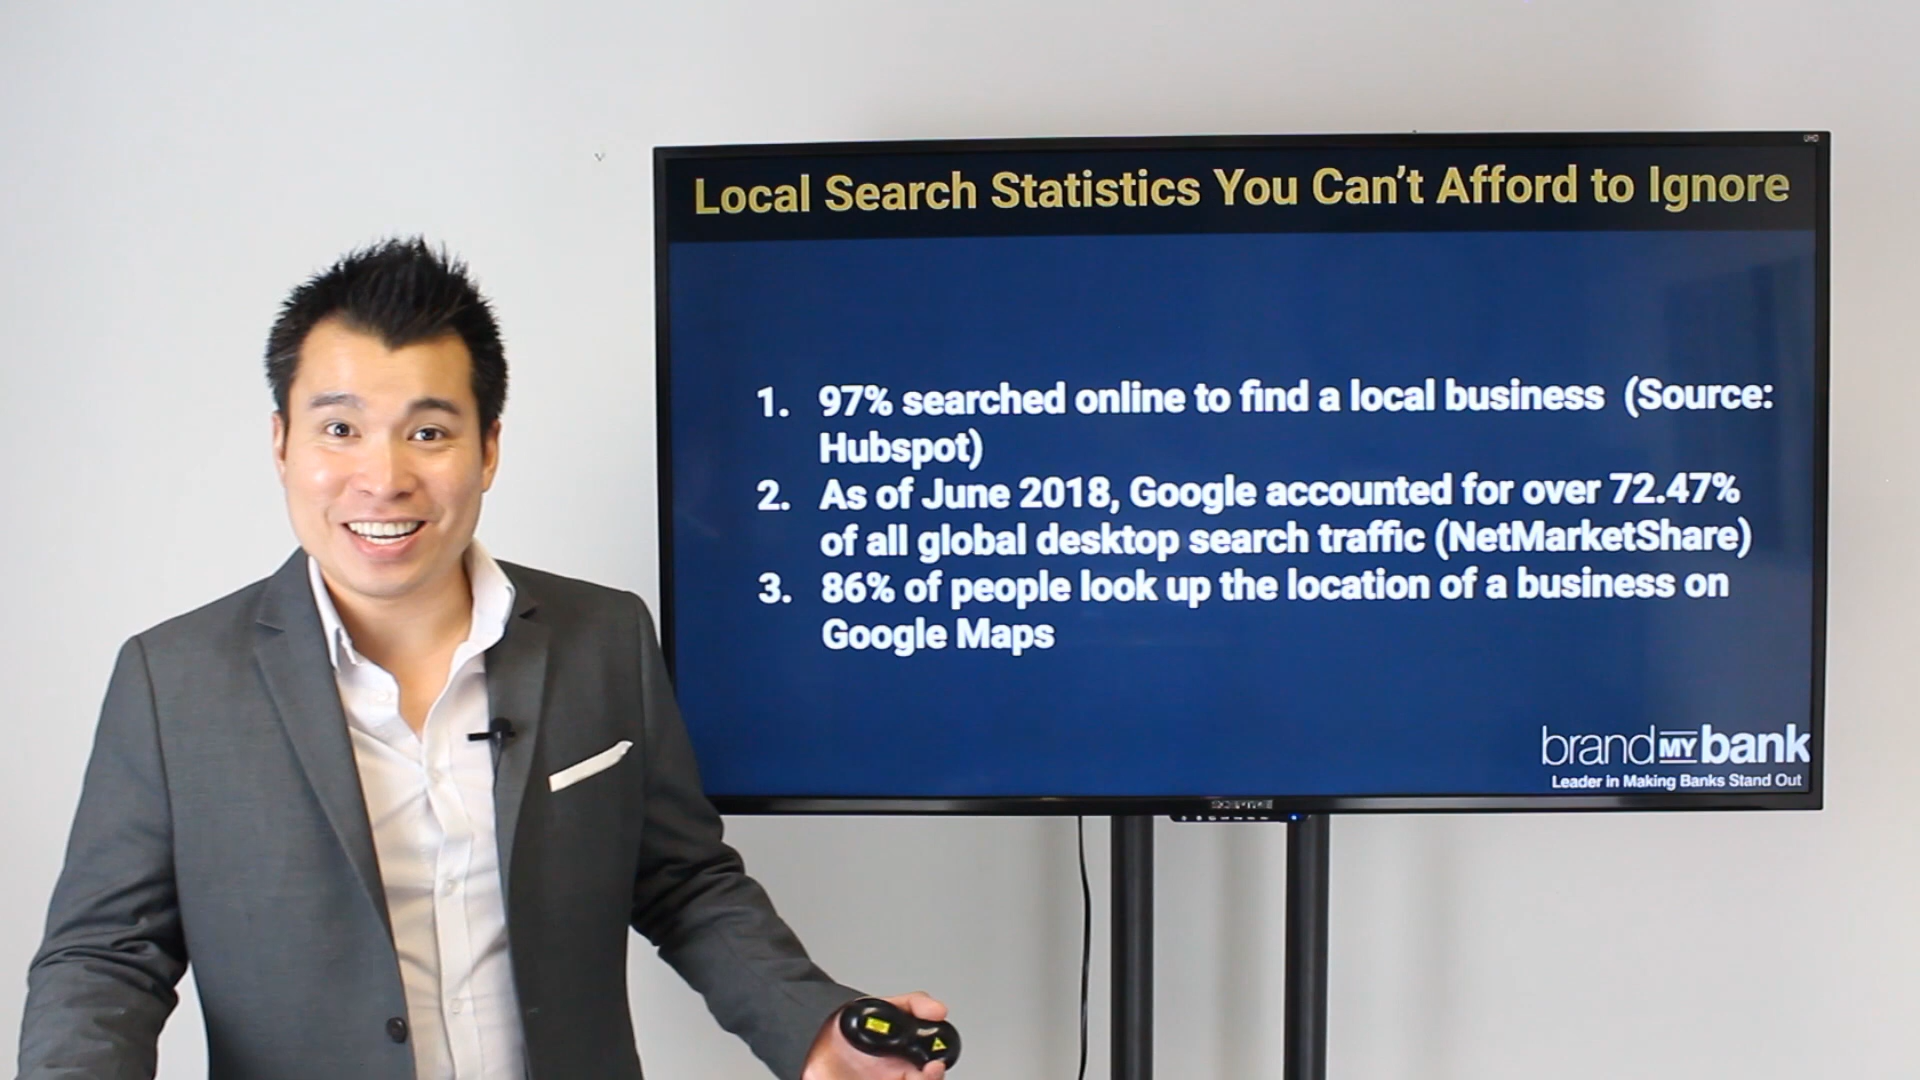 UHD
Local Search Statistics You Can't Afford to Ignore
1. 97% searched online to find a local business (Source:
Hubspot)
2. As of June 2018, Google accounted for over 72.47%
of all global desktop search traffic (NetMarketShare)
3. 86% of people look up the location of a business on
Google Maps
brand MY bank
Leader in Making Banks Stand Out
SCEPTRE